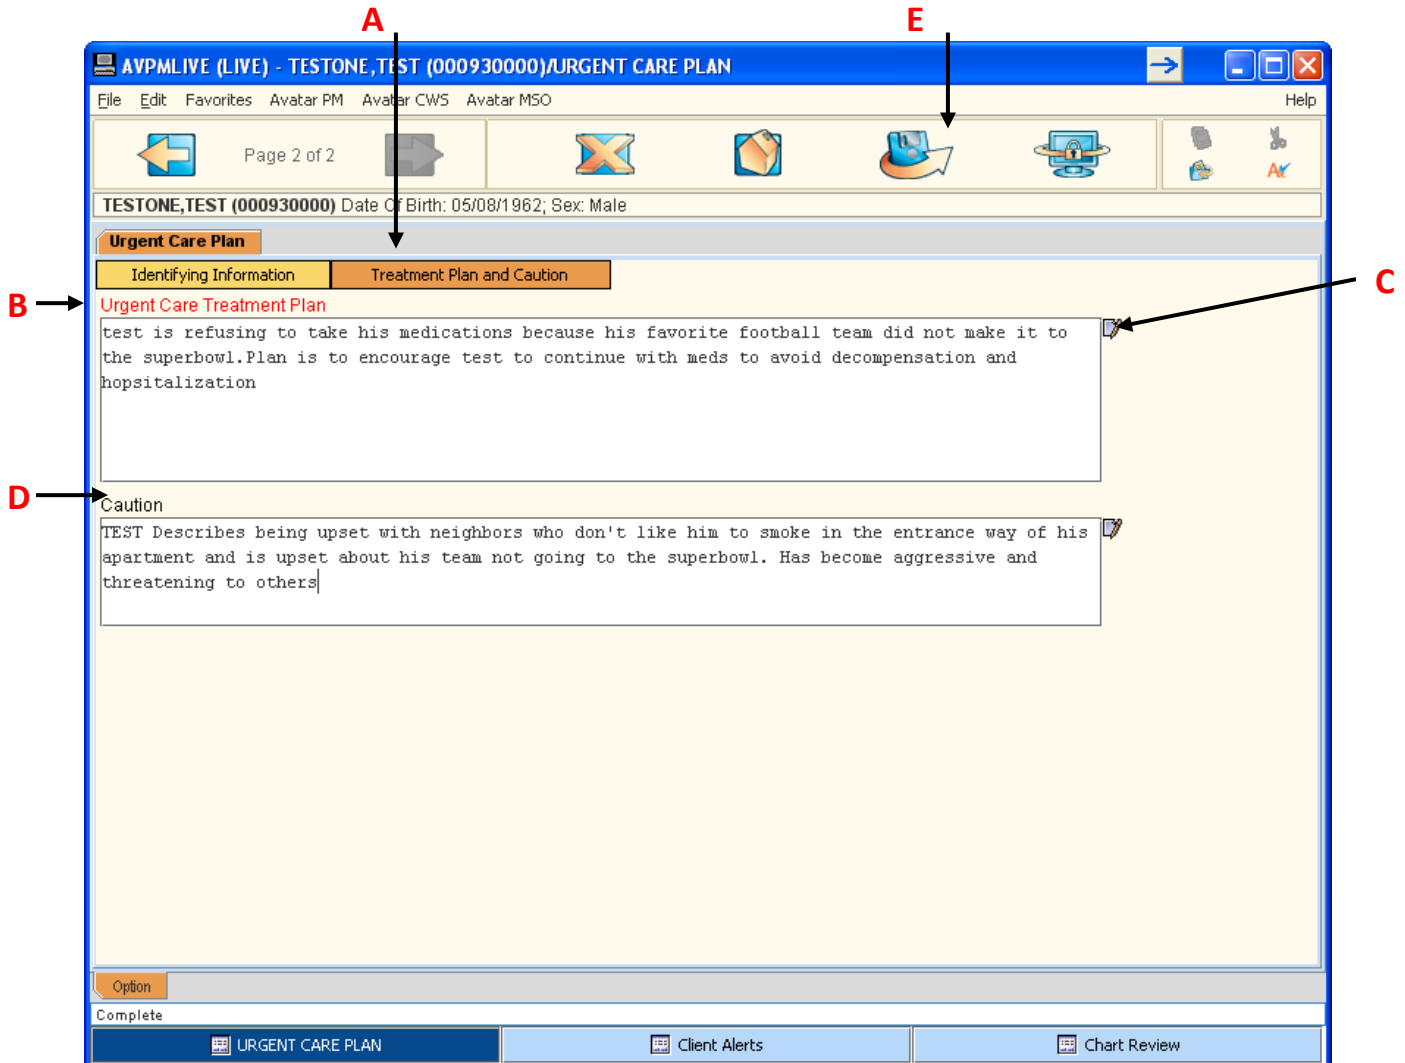 A
E
AVPMLIVE (LIVE) - TESTONE,TEST (000930000)/URGENT CARE PLAN
File Edit Favorites Avatar PM Avatar CWS Avatar MSO Help
Page 2 of 2
TESTONE,TEST (000930000) Date Of Birth: 05/08/1962; Sex: Male
Urgent Care Plan
Identifying Information Treatment Plan and Caution
C
B
Urgent Care Treatment Plan
test is refusing to take his medications because his favorite football team did not make it to
the superbowl.Plan is to encourage test to continue with meds to avoid decompensation and
hopsitalization
D
Caution
TEST Describes being upset with neighbors who don't like him to smoke in the entrance way of his
apartment and is upset about his team not going to the superbowl. Has become aggressive and
threatening to others
Option
Complete
URGENT CARE PLAN Client Alerts Chart Review